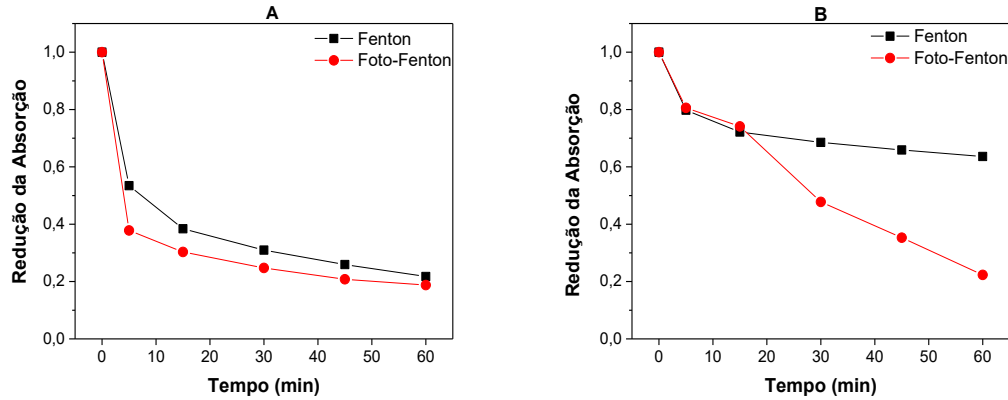 A
Fenton
Foto-Fenton
1,0
0,8
0,6
0,4
0,2
0,0
Redução da Absorção
0 10 20 30 40 50 60
Tempo (min)
B
Fenton
Foto-Fenton
1,0
0,8
0,6
0,4
0,2
0,0
Redução da Absorção
0 10 20 30 40 50 60
Tempo (min)